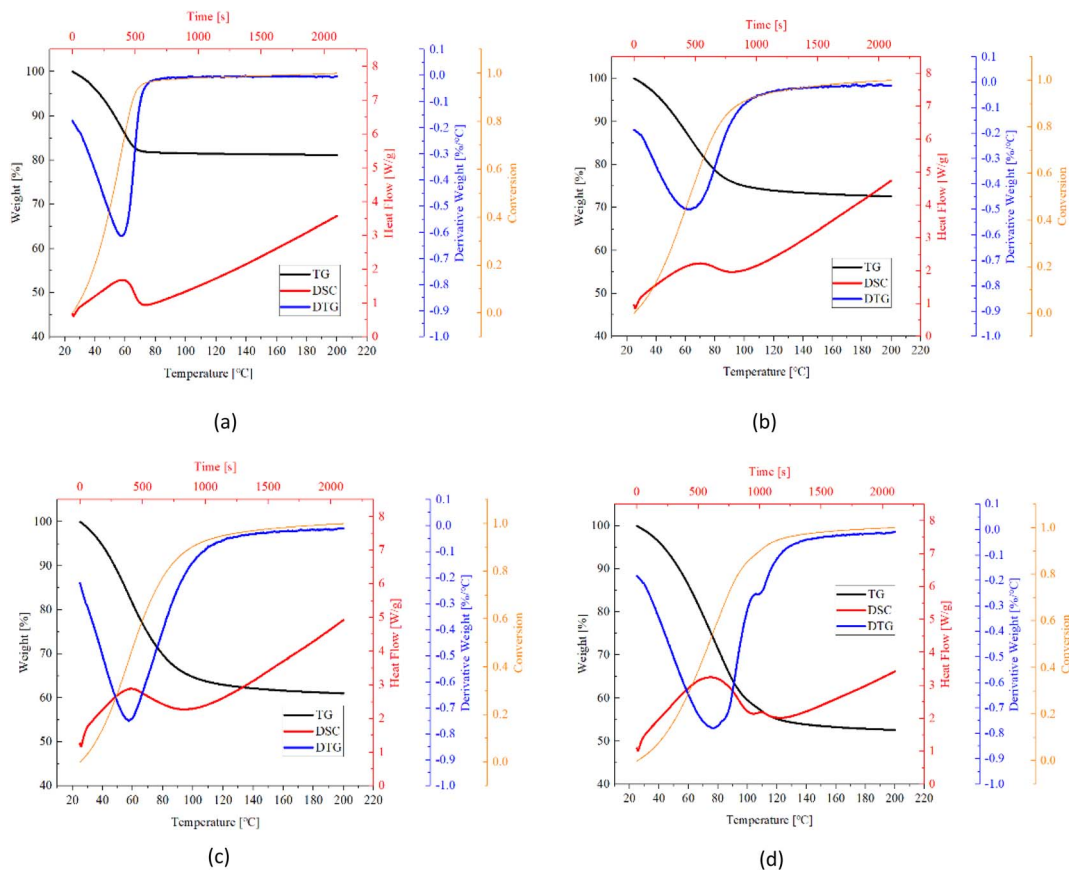 Time [s]
0 500 1000 1500 2000
Weight [%]
100
90
80
70
60
50
40
20 40 60 80 100 120 140 160 180 200 220
Temperature [°C]
TG
DSC
DTG
8
7
6
5
4
3
2
1
0
Heat Flow [W/g]
0.1
0.0
-0.1
-0.2
-0.3
-0.4
-0.5
-0.6
-0.7
-0.8
-0.9
-1.0
Derivative Weight [%/°C]
1.0
0.8
0.6
0.4
0.2
0.0
Conversion
(a)
Time [s]
0 500 1000 1500 2000
Weight [%]
100
90
80
70
60
50
40
20 40 60 80 100 120 140 160 180 200 220
Temperature [°C]
TG
DSC
DTG
8
7
6
5
4
3
2
1
0
Heat Flow [W/g]
0.1
0.0
-0.1
-0.2
-0.3
-0.4
-0.5
-0.6
-0.7
-0.8
-0.9
-1.0
Derivative Weight [%/°C]
1.0
0.8
0.6
0.4
0.2
0.0
Conversion
(b)
Time [s]
0 500 1000 1500 2000
Weight [%]
100
90
80
70
60
50
40
20 40 60 80 100 120 140 160 180 200 220
Temperature [°C]
TG
DSC
DTG
8
7
6
5
4
3
2
1
0
Heat Flow [W/g]
0.1
0.0
-0.1
-0.2
-0.3
-0.4
-0.5
-0.6
-0.7
-0.8
-0.9
-1.0
Derivative Weight [%/°C]
1.0
0.8
0.6
0.4
0.2
0.0
Conversion
(c)
Time [s]
0 500 1000 1500 2000
Weight [%]
100
90
80
70
60
50
40
20 40 60 80 100 120 140 160 180 200 220
Temperature [°C]
TG
DSC
DTG
8
7
6
5
4
3
2
1
0
Heat Flow [W/g]
0.1
0.0
-0.1
-0.2
-0.3
-0.4
-0.5
-0.6
-0.7
-0.8
-0.9
-1.0
Derivative Weight [%/°C]
1.0
0.8
0.6
0.4
0.2
0.0
Conversion
(d)